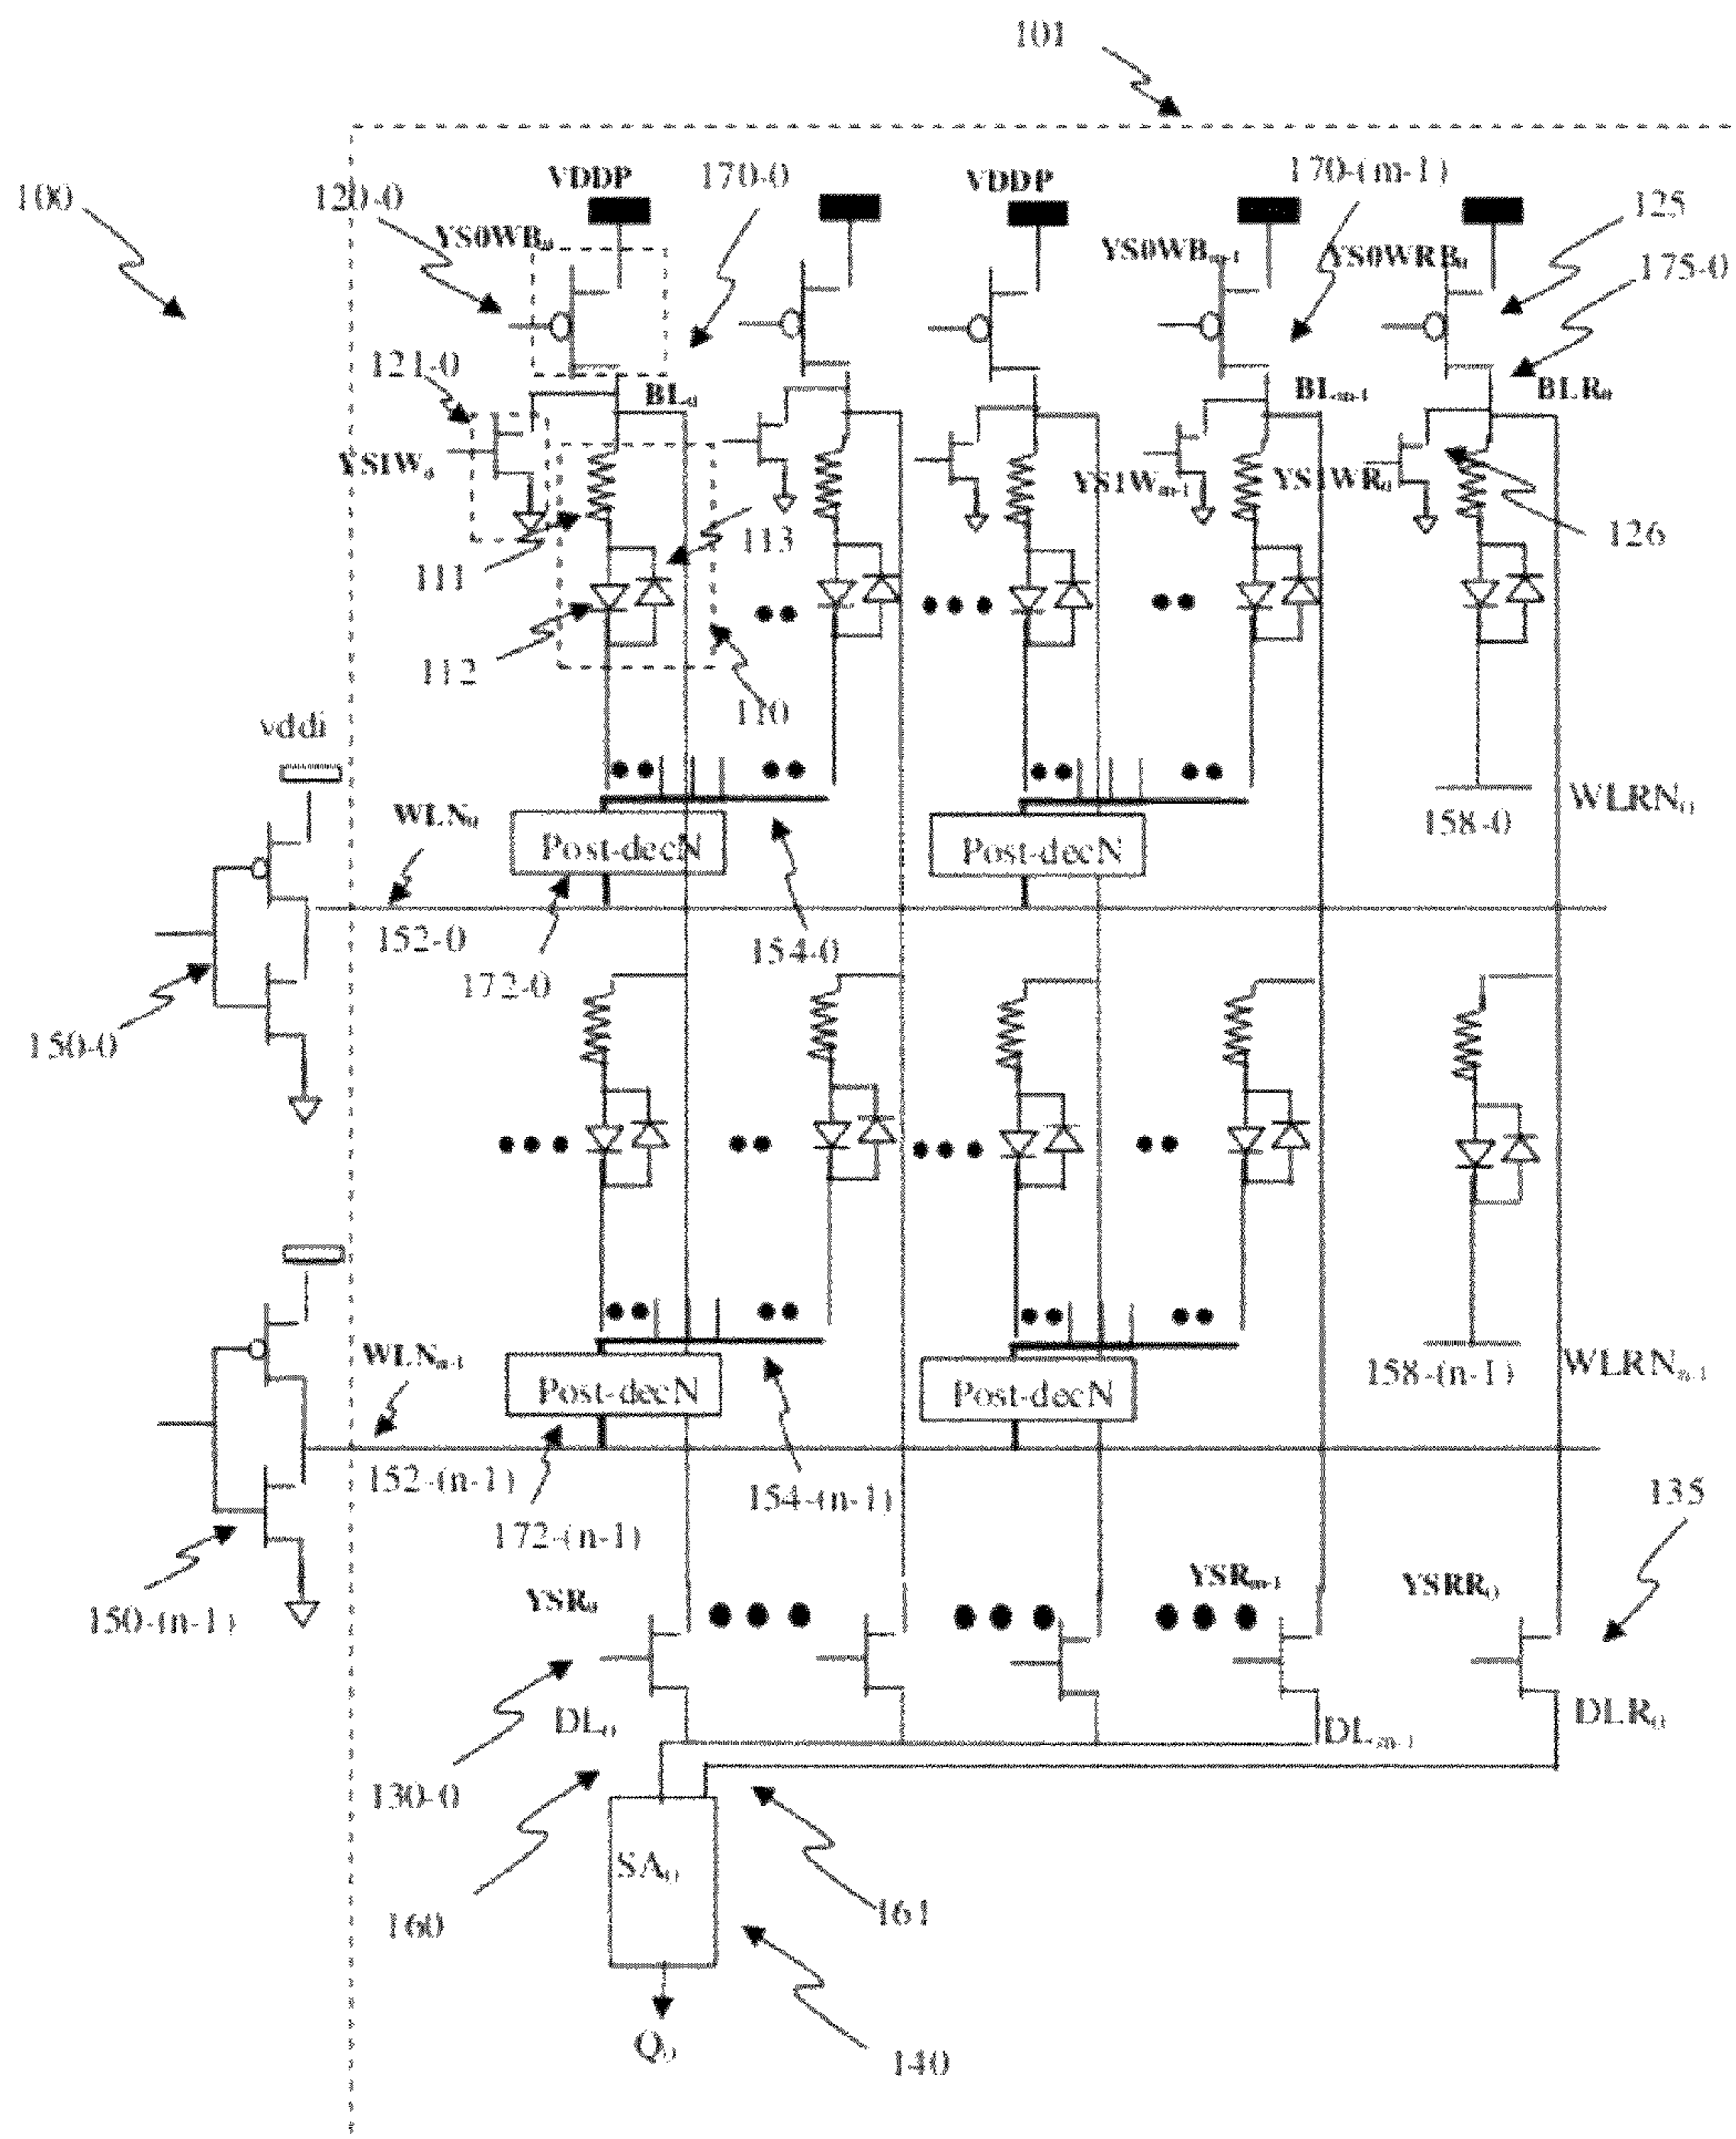 101
100
120-0
VDDP
170-0
VDDP
170-(m-1)
125
YS0WB₀
YS0WBₘ₋₁
YS0WRB₀
175-0
121-0
BL₀
BLₘ₋₁
BLR₀
YS1W₀
YS1Wₘ₋₁
YS1WR₀
126
111
113
112
110
vddi
WLN₀
Post-decN
Post-decN
158-0
WLRN₀
152-0
154-0
172-0
150-0
WLNₙ₋₁
Post-decN
Post-decN
158-(n-1)
WLRNₙ₋₁
152-(n-1)
154-(n-1)
135
172-(n-1)
150-(n-1)
YSR₀
YSRₘ₋₁
YSRR₀
DL₀
DLₘ₋₁
DLR₀
130-0
SA₀
160
161
Q₀
140